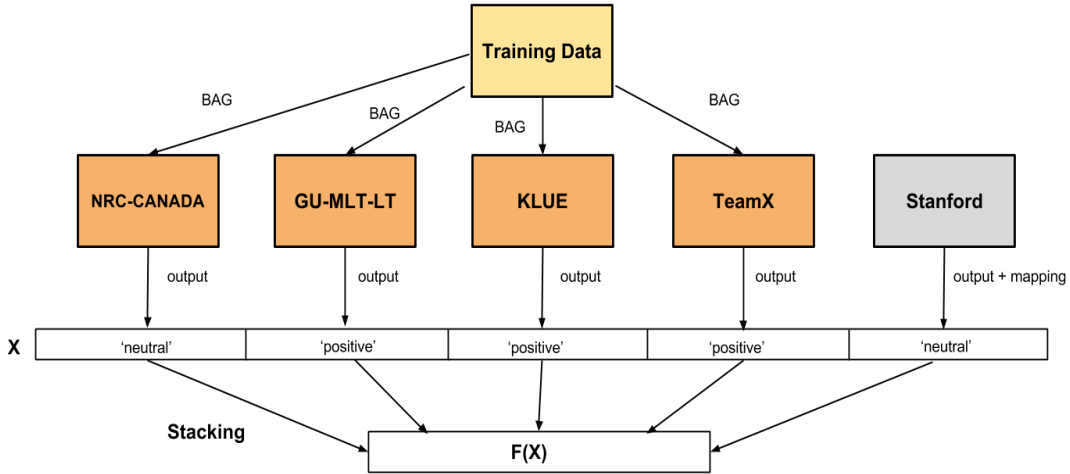 Training Data
BAG
BAG
BAG
BAG
NRC-CANADA
GU-MLT-LT
KLUE
TeamX
Stanford
output
output
output
output
output + mapping
X
‘neutral’
‘positive’
‘positive’
‘positive’
‘neutral’
Stacking
F(X)